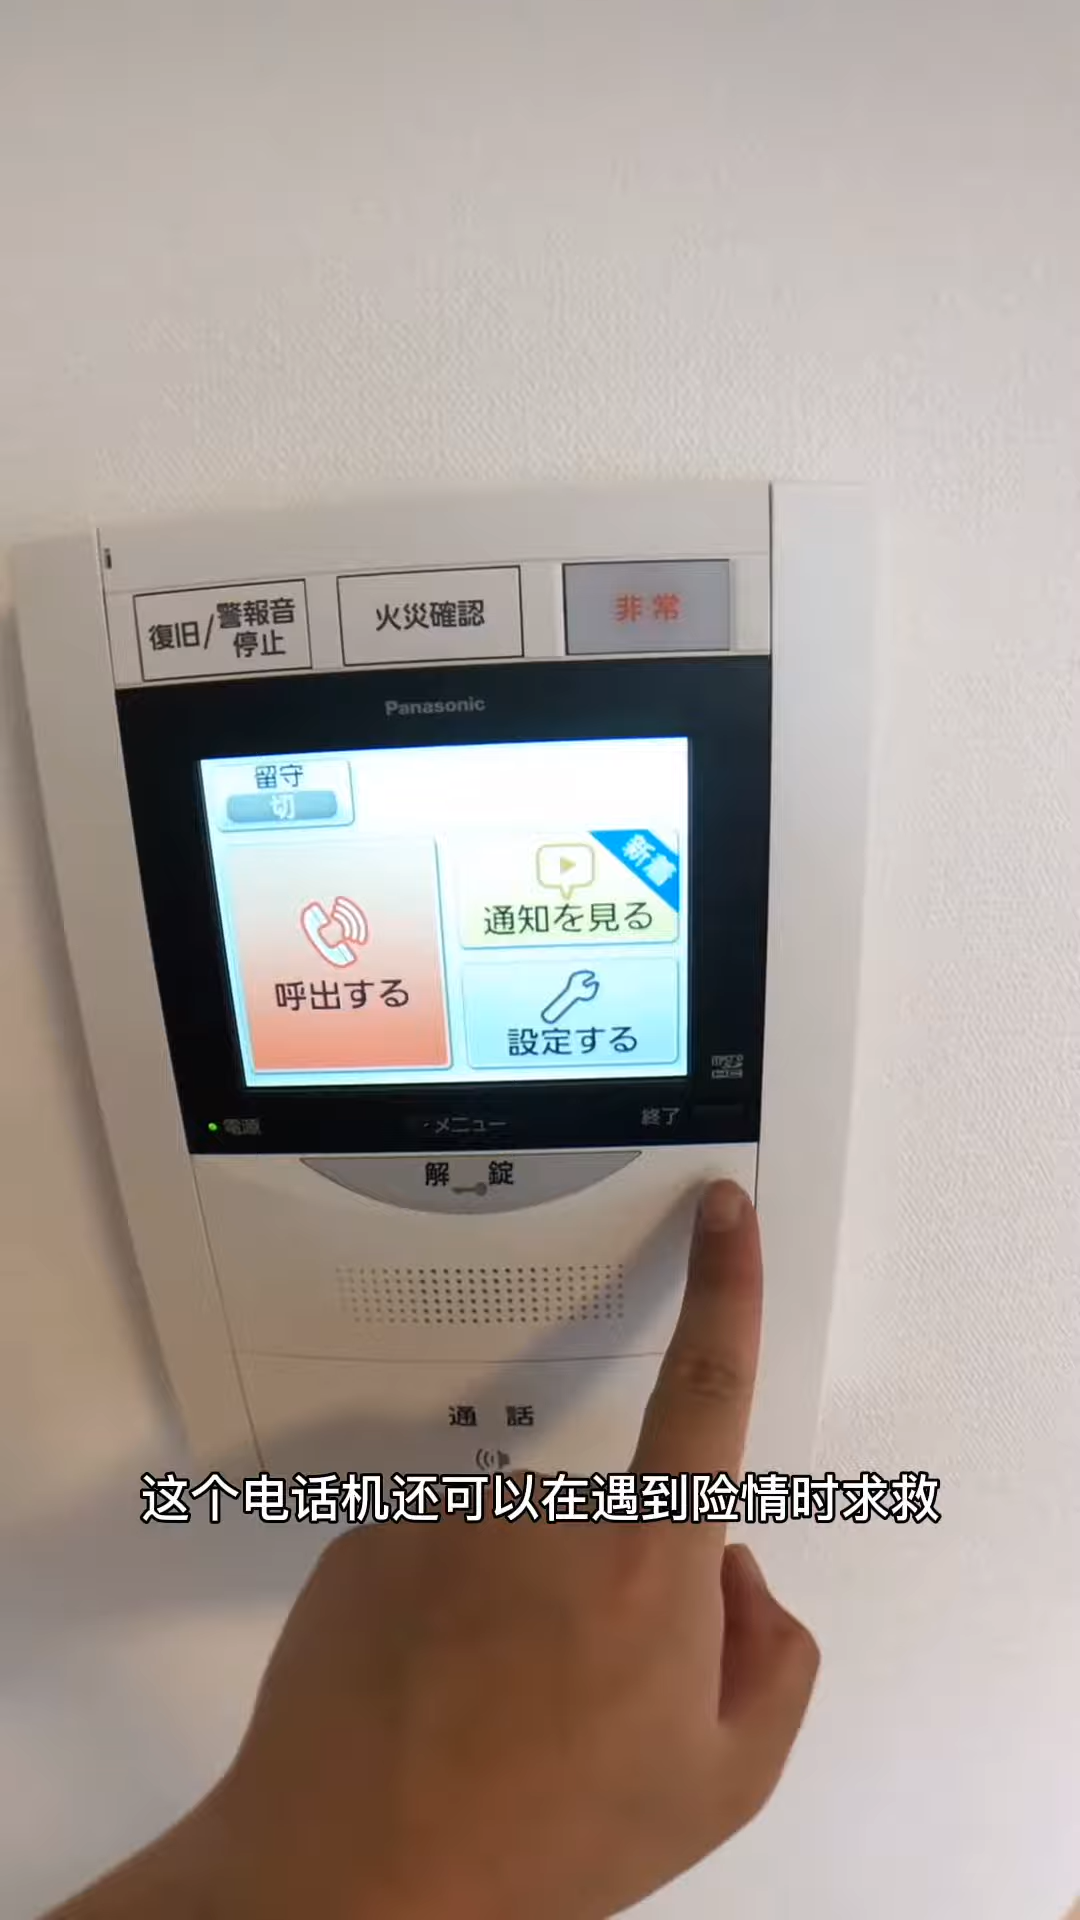 復旧/警報音停止
火災確認
非常
Panasonic
留守
切
新着
呼出する
通知を見る
設定する
電源
メニュー
終了
解 錠
通 話
这个电话机还可以在遇到险情时求救